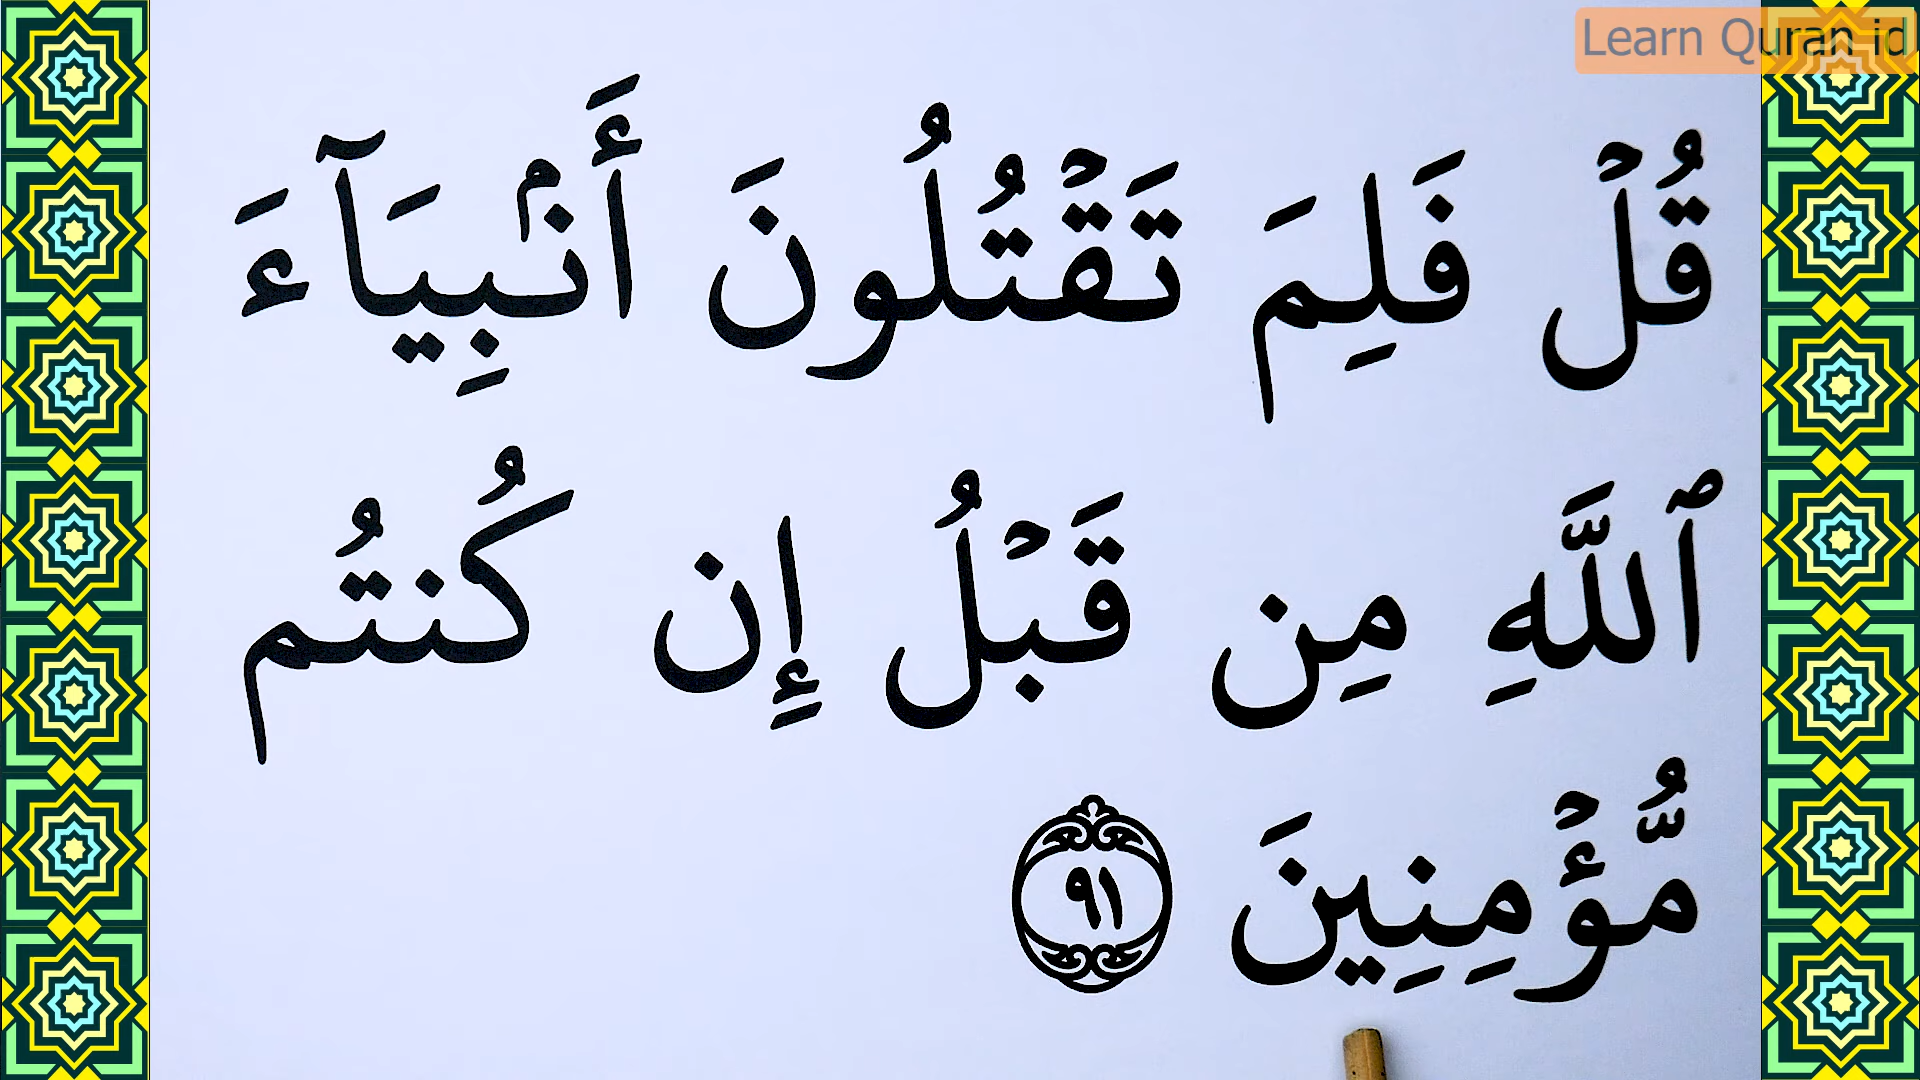 Learn Quran id
قُلۡ فَلِمَ تَقۡتُلُونَ أَنۢبِيَآءَ
ٱللَّهِ مِن قَبۡلُ إِن كُنتُم
مُّؤۡمِنِينَ ٩١